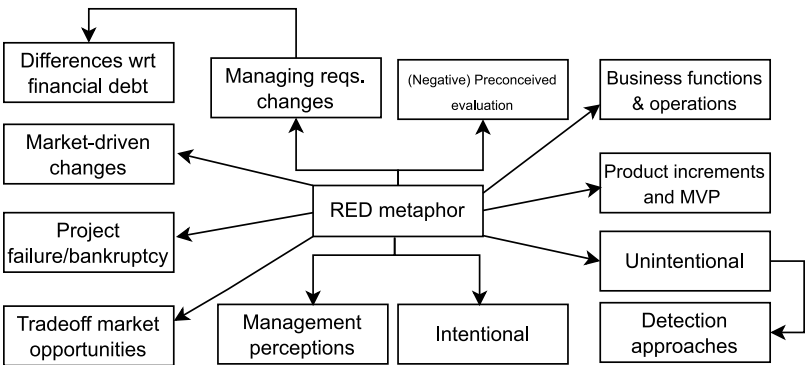 Differences wrt
financial debt
Managing reqs.
changes
(Negative) Preconceived
evaluation
Business functions
& operations
Market-driven
changes
Product increments
and MVP
RED metaphor
Project
failure/bankruptcy
Unintentional
Tradeoff market
opportunities
Management
perceptions
Intentional
Detection
approaches